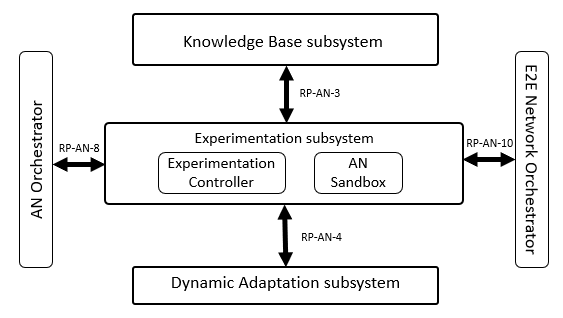 Knowledge Base subsystem
RP-AN-3
AN Orchestrator
RP-AN-8
Experimentation subsystem
Experimentation
Controller
AN
Sandbox
RP-AN-10
E2E Network Orchestrator
RP-AN-4
Dynamic Adaptation subsystem